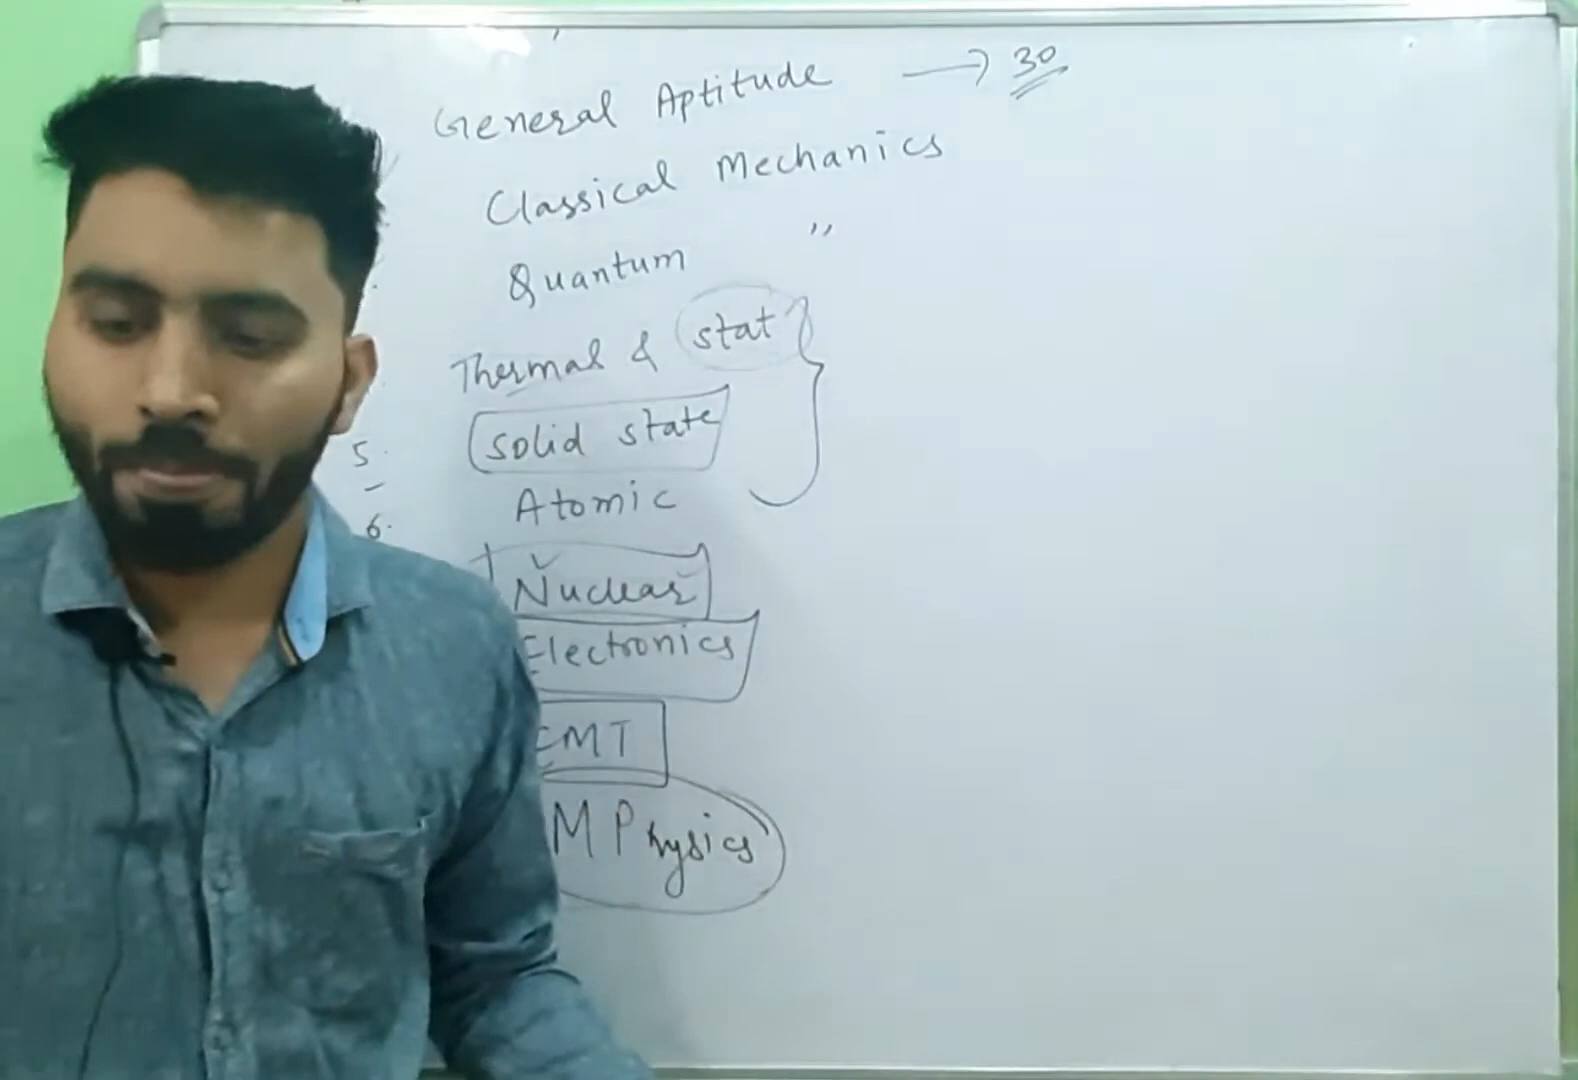 General Aptitude → 30
Classical Mechanics
Quantum "
Thermal & stat
5. Solid state
6. Atomic
Nuclear
Electronics
EMT
MPhysics